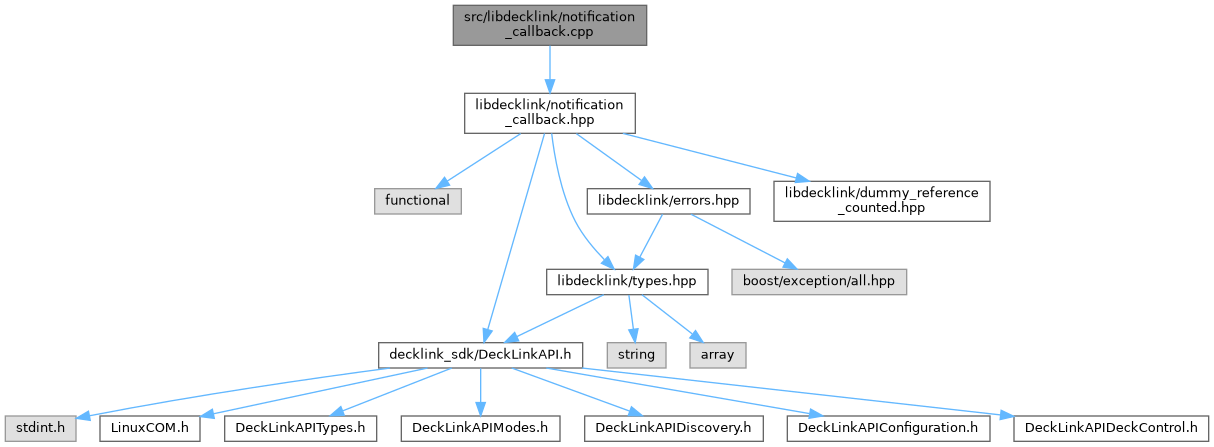 src/libdecklink/notification
_callback.cpp
libdecklink/notification
_callback.hpp
functional
libdecklink/errors.hpp
libdecklink/dummy_reference
_counted.hpp
libdecklink/types.hpp
boost/exception/all.hpp
decklink_sdk/DeckLinkAPI.h
string
array
stdint.h
LinuxCOM.h
DeckLinkAPITypes.h
DeckLinkAPIModes.h
DeckLinkAPIDiscovery.h
DeckLinkAPIConfiguration.h
DeckLinkAPIDeckControl.h